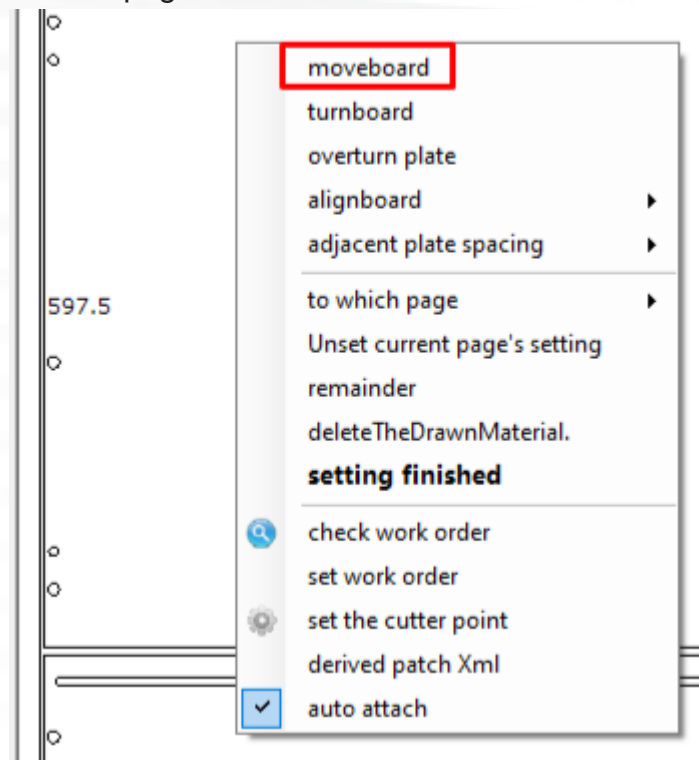 moveboard
turnboard
overturn plate
alignboard
adjacent plate spacing
597.5
to which page
Unset current page's setting
remainder
deleteTheDrawnMaterial.
setting finished
check work order
set work order
set the cutter point
derived patch Xml
auto attach